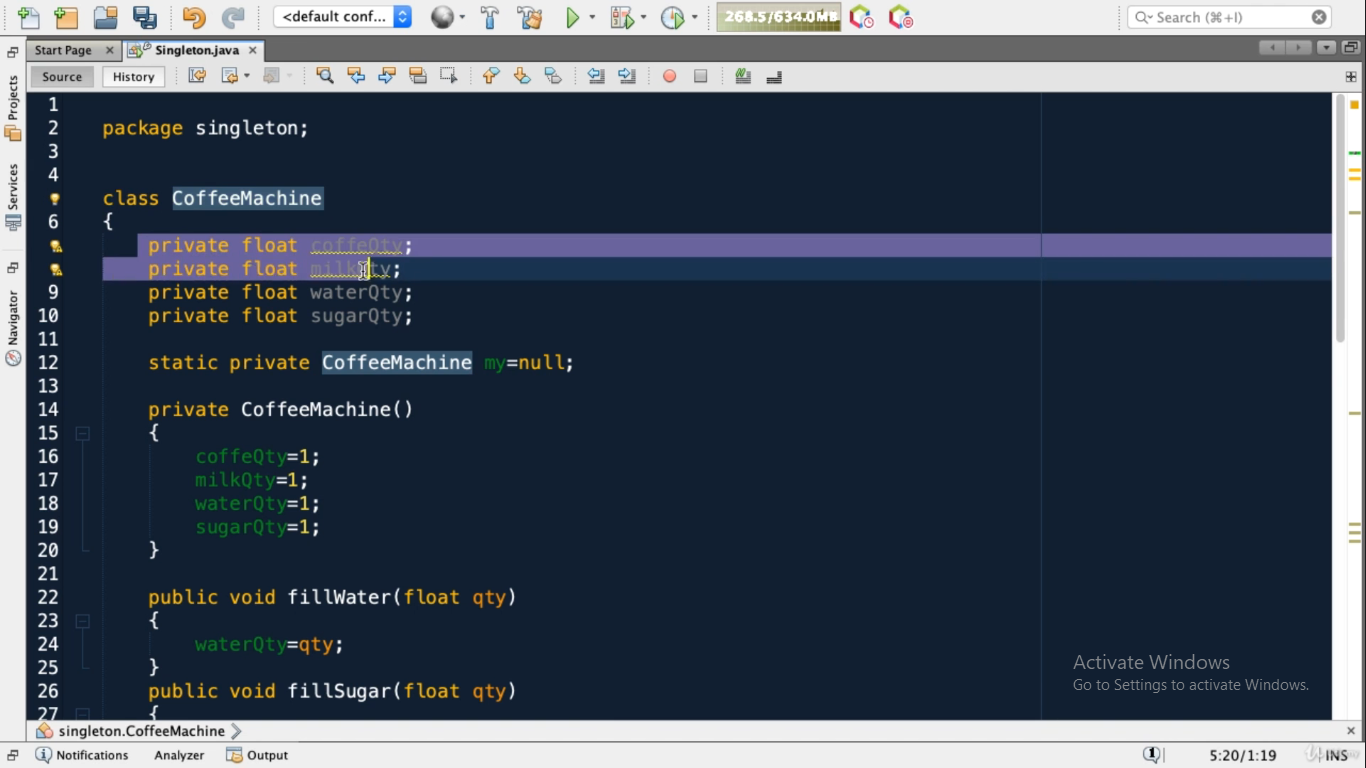 <default conf...
268.5/634.0MB
Search (⌘+I)
Start Page
Singleton.java
Source
History
Projects
Services
Navigator
1
2 package singleton;
3
4
class CoffeeMachine
6 {
private float coffeQty;
private float milkQty;
9 private float waterQty;
10 private float sugarQty;
11
12 static private CoffeeMachine my=null;
13
14 private CoffeeMachine()
15 {
16 coffeQty=1;
17 milkQty=1;
18 waterQty=1;
19 sugarQty=1;
20 }
21
22 public void fillWater(float qty)
23 {
24 waterQty=qty;
25 }
26 public void fillSugar(float qty)
27 {
Activate Windows
Go to Settings to activate Windows.
singleton.CoffeeMachine
Notifications
Analyzer
Output
1
5:20/1:19
INS